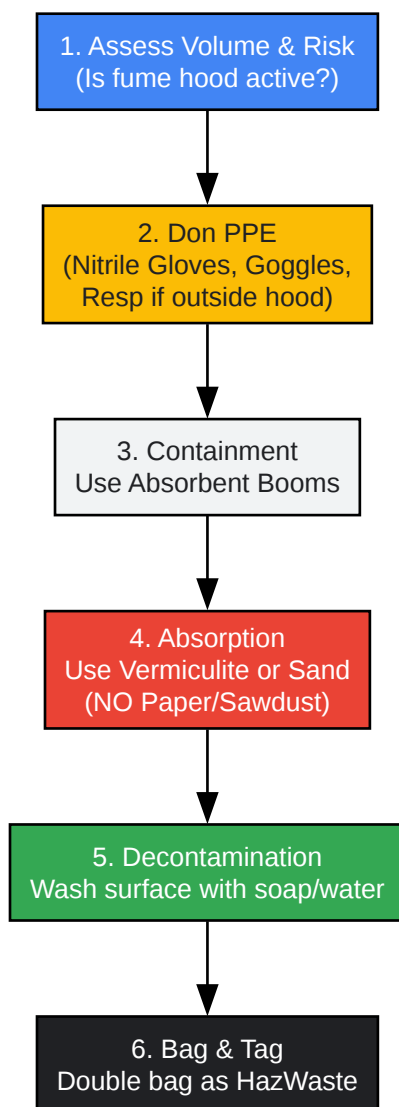 1. Assess Volume & Risk
(Is fume hood active?)
2. Don PPE
(Nitrile Gloves, Goggles,
Resp if outside hood)
3. Containment
Use Absorbent Booms
4. Absorption
Use Vermiculite or Sand
(NO Paper/Sawdust)
5. Decontamination
Wash surface with soap/water
6. Bag & Tag
Double bag as HazWaste